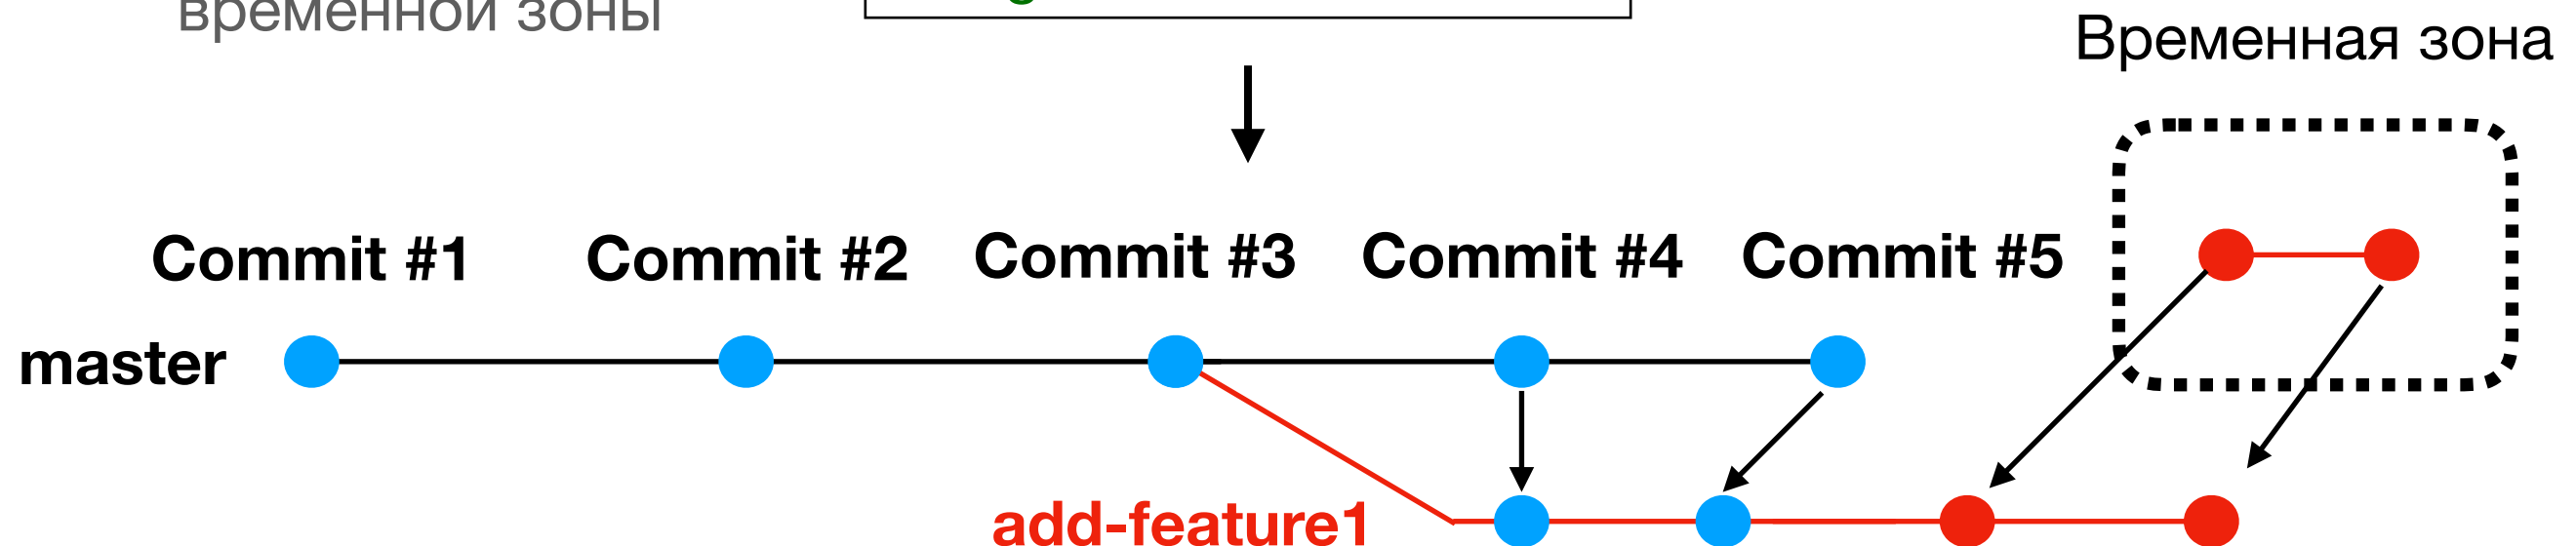 временной зоны
Временная зона
Commit #1 Commit #2 Commit #3 Commit #4 Commit #5
master
add-feature1